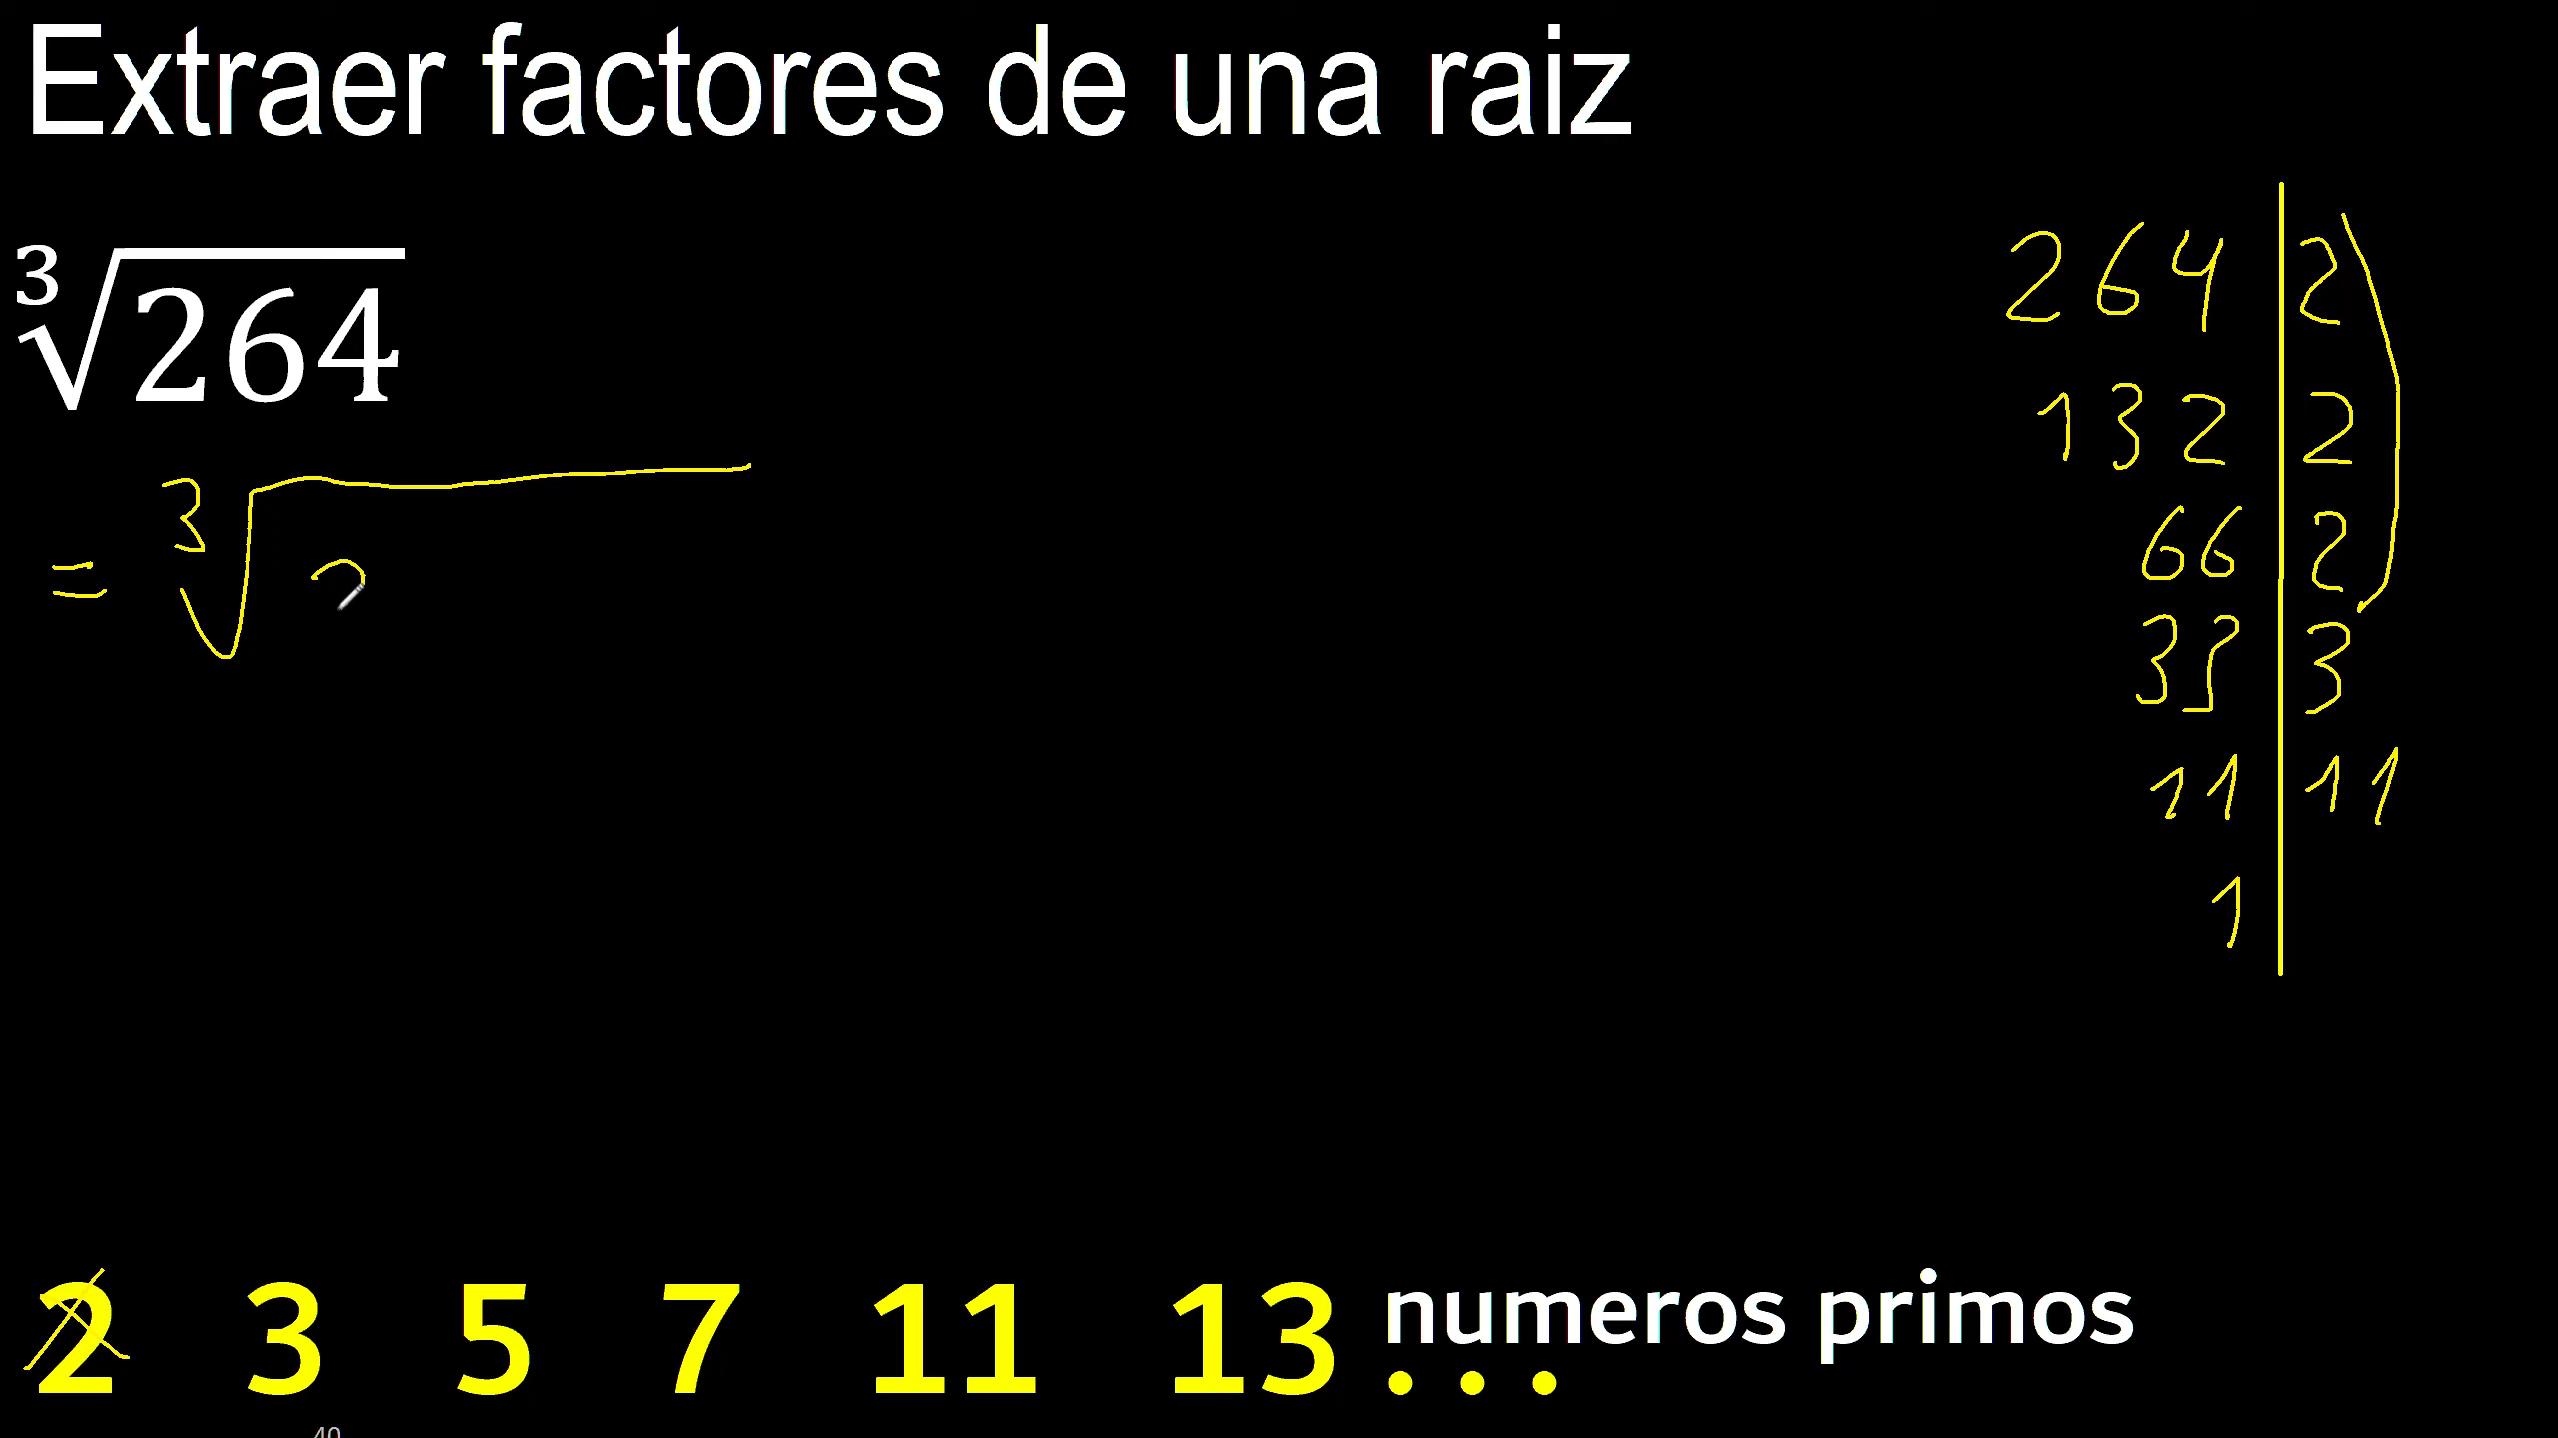 Extraer factores de una raiz
∛264
= ∛2
264 | 2
132 | 2
66 | 2
33 | 3
11 | 11
1 |
2 3 5 7 11 13 ... numeros primos
40